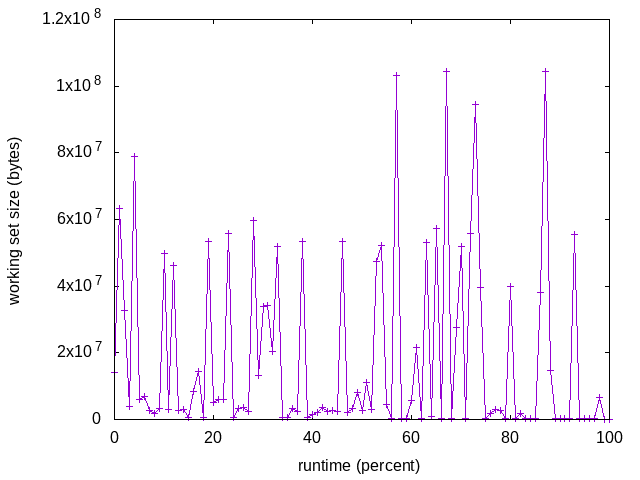 working set size (bytes)
1.2x10^8
1x10^8
8x10^7
6x10^7
4x10^7
2x10^7
0
0 20 40 60 80 100
runtime (percent)